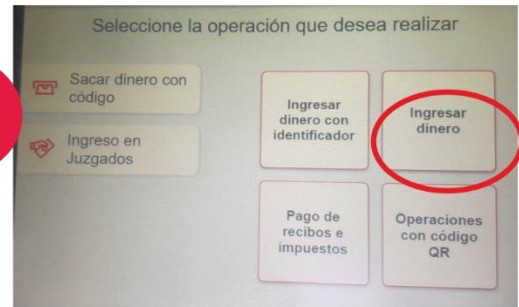 Seleccione la operación que desea realizar
Sacar dinero con
código
Ingreso en
Juzgados
Ingresar
dinero con
identificador
Ingresar
dinero
Pago de
recibos e
impuestos
Operaciones
con código
QR